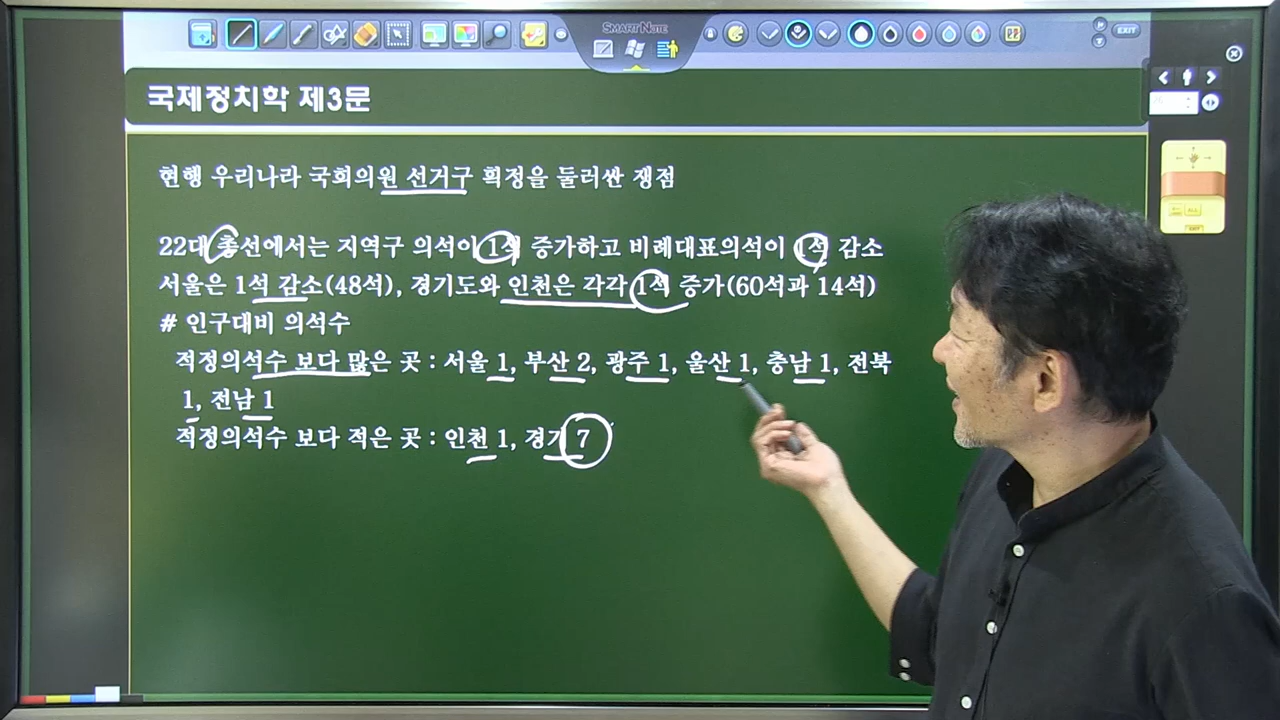 SMART NOTE
EXIT
국제정치학 제3문
현행 우리나라 국회의원 선거구 획정을 둘러싼 쟁점
22대 총선에서는 지역구 의석이 1석 증가하고 비례대표의석이 1석 감소
서울은 1석 감소(48석), 경기도와 인천은 각각 1석 증가(60석과 14석)
# 인구대비 의석수
적정의석수 보다 많은 곳 : 서울 1, 부산 2, 광주 1, 울산 1, 충남 1, 전북
1, 전남 1
적정의석수 보다 적은 곳 : 인천 1, 경기 7
ALL